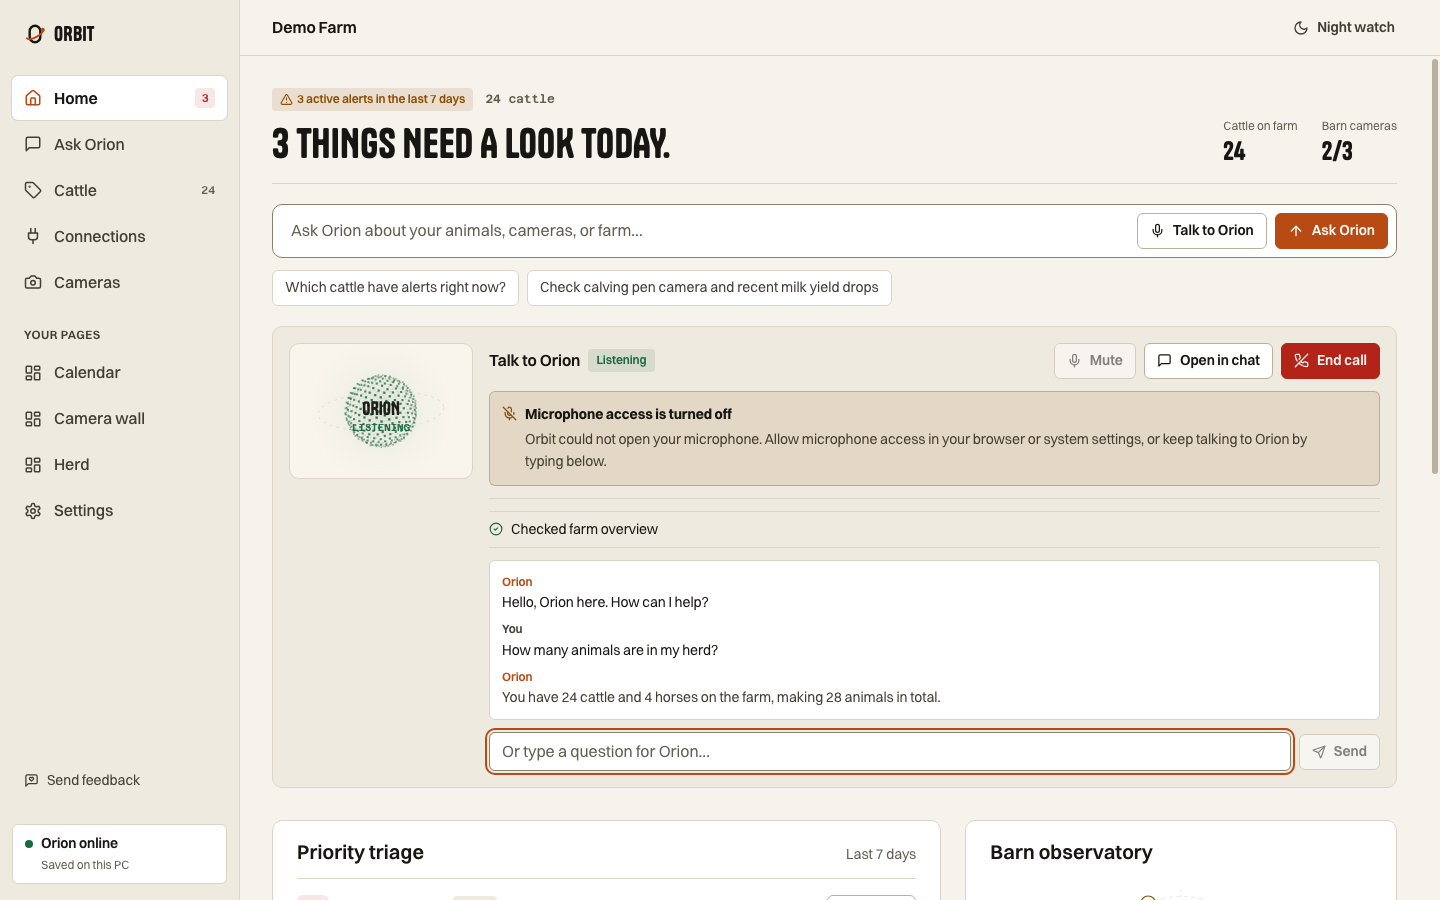 ORBIT
Demo Farm
Night watch
Home
3
Ask Orion
Cattle
24
Connections
Cameras
YOUR PAGES
Calendar
Camera wall
Herd
Settings
Send feedback
Orion online
Saved on this PC
3 active alerts in the last 7 days
24 cattle
3 THINGS NEED A LOOK TODAY.
Cattle on farm
24
Barn cameras
2/3
Ask Orion about your animals, cameras, or farm...
Talk to Orion
Ask Orion
Which cattle have alerts right now?
Check calving pen camera and recent milk yield drops
ORION
LISTENING
Talk to Orion
Listening
Mute
Open in chat
End call
Microphone access is turned off
Orbit could not open your microphone. Allow microphone access in your browser or system settings, or keep talking to Orion by
typing below.
Checked farm overview
Orion
Hello, Orion here. How can I help?
You
How many animals are in my herd?
Orion
You have 24 cattle and 4 horses on the farm, making 28 animals in total.
Or type a question for Orion...
Send
Priority triage
Last 7 days
Barn observatory